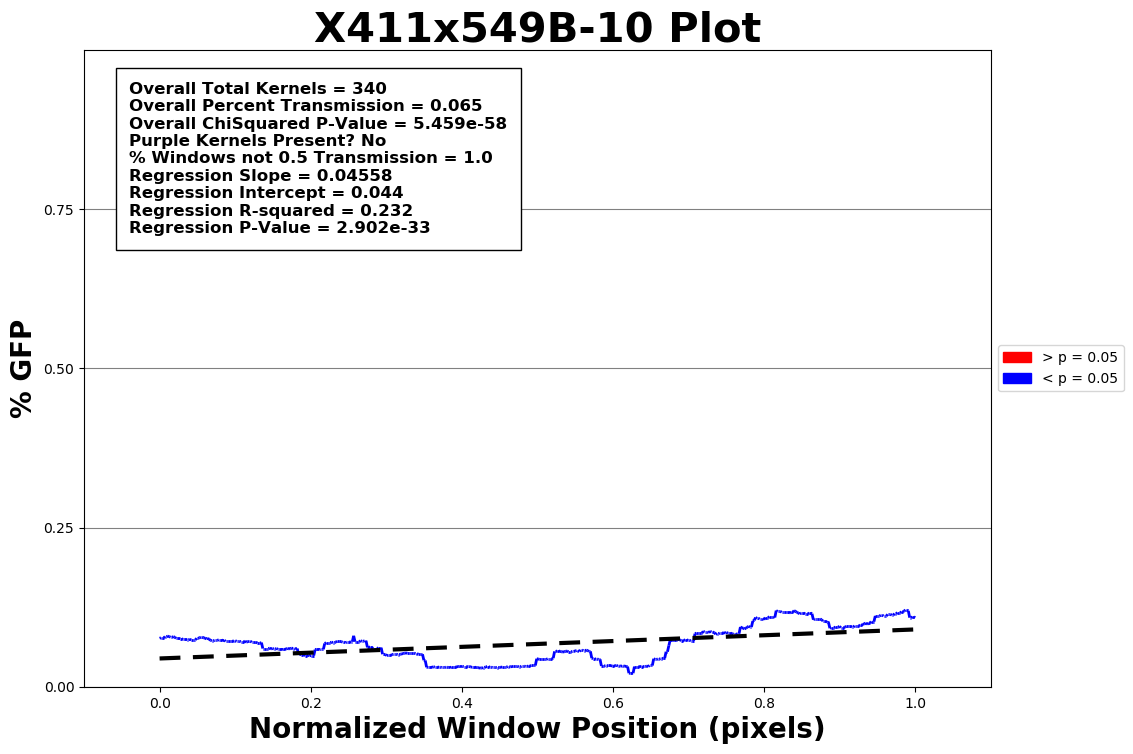 X411x549B-10 Plot
Overall Total Kernels = 340
Overall Percent Transmission = 0.065
Overall ChiSquared P-Value = 5.459e-58
Purple Kernels Present? No
% Windows not 0.5 Transmission = 1.0
Regression Slope = 0.04558
Regression Intercept = 0.044
Regression R-squared = 0.232
Regression P-Value = 2.902e-33
% GFP
0.75
0.50
0.25
0.00
0.0
0.2
0.4
0.6
0.8
1.0
Normalized Window Position (pixels)
> p = 0.05
< p = 0.05